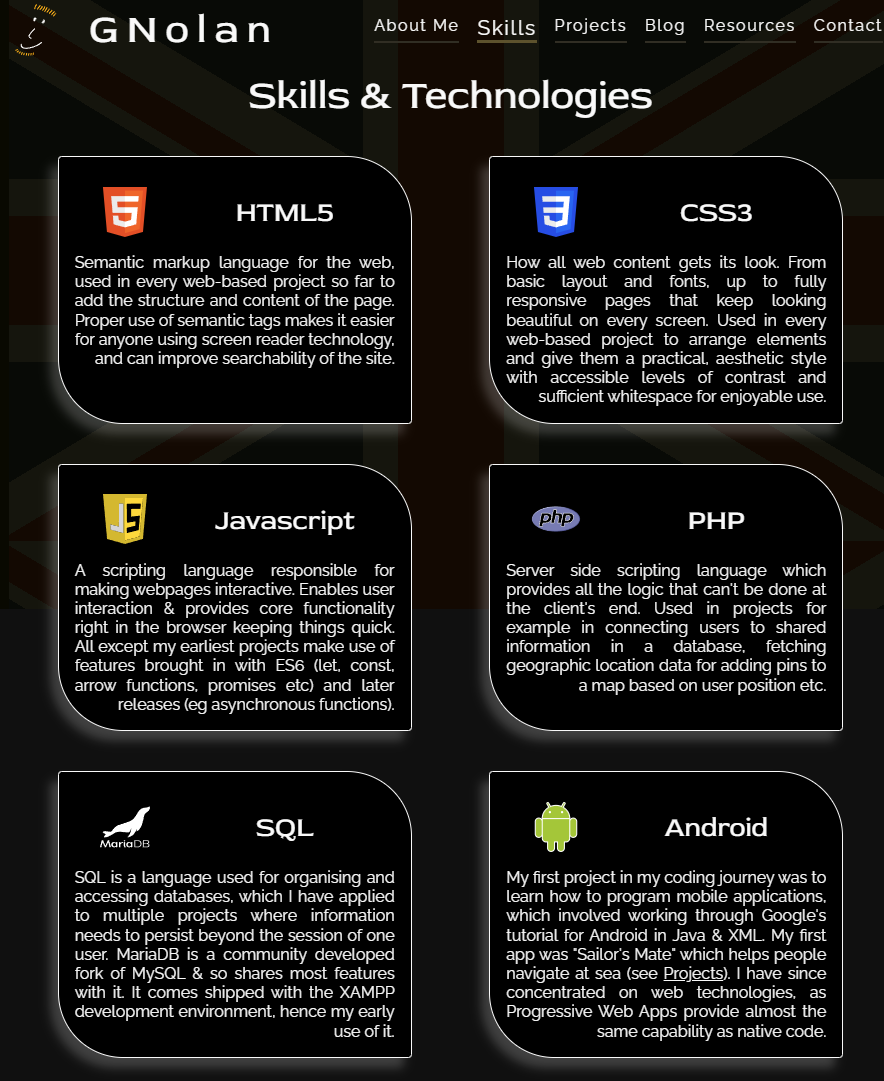 GNolan
About Me
Skills
Projects
Blog
Resources
Contact
Skills & Technologies
HTML5
Semantic markup language for the web,
used in every web-based project so far to
add the structure and content of the page.
Proper use of semantic tags makes it easier
for anyone using screen reader technology,
and can improve searchability of the site.
CSS3
How all web content gets its look. From
basic layout and fonts, up to fully
responsive pages that keep looking
beautiful on every screen. Used in every
web-based project to arrange elements
and give them a practical, aesthetic style
with accessible levels of contrast and
sufficient whitespace for enjoyable use.
JS
Javascript
A scripting language responsible for
making webpages interactive. Enables user
interaction & provides core functionality
right in the browser keeping things quick.
All except my earliest projects make use of
features brought in with ES6 (let, const,
arrow functions, promises etc) and later
releases (eg asynchronous functions).
php
PHP
Server side scripting language which
provides all the logic that can't be done at
the client's end. Used in projects for
example in connecting users to shared
information in a database, fetching
geographic location data for adding pins to
a map based on user position etc.
MariaDB
SQL
SQL is a language used for organising and
accessing databases, which I have applied
to multiple projects where information
needs to persist beyond the session of one
user. MariaDB is a community developed
fork of MySQL & so shares most features
with it. It comes shipped with the XAMPP
development environment, hence my early
use of it.
Android
My first project in my coding journey was to
learn how to program mobile applications,
which involved working through Google's
tutorial for Android in Java & XML. My first
app was "Sailor's Mate" which helps people
navigate at sea (see Projects). I have since
concentrated on web technologies, as
Progressive Web Apps provide almost the
same capability as native code.